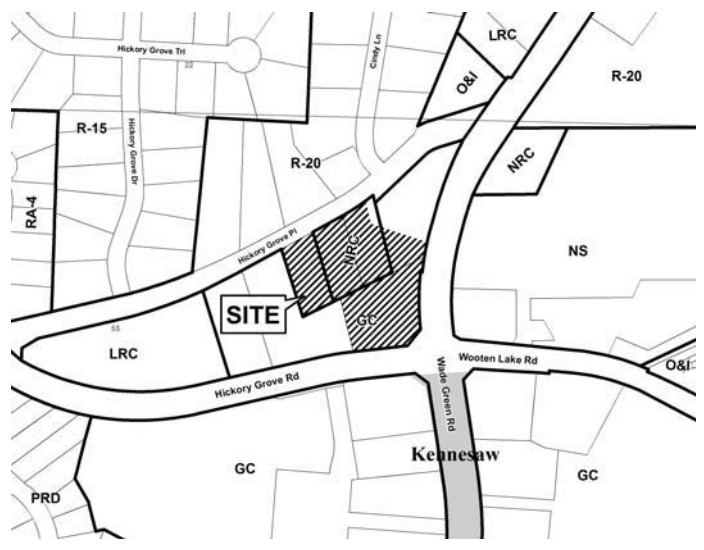 Hickory Grove Trl
22
Cindy Ln
LRC
O&I
R-20
R-15
Hickory Grove Dr
R-20
NRC
RA-4
Hickory Grove Pl
NRC
NS
SITE
GC
55
LRC
Wooten Lake Rd
O&I
Hickory Grove Rd
Wade Green Rd
Kennesaw
GC
GC
PRD